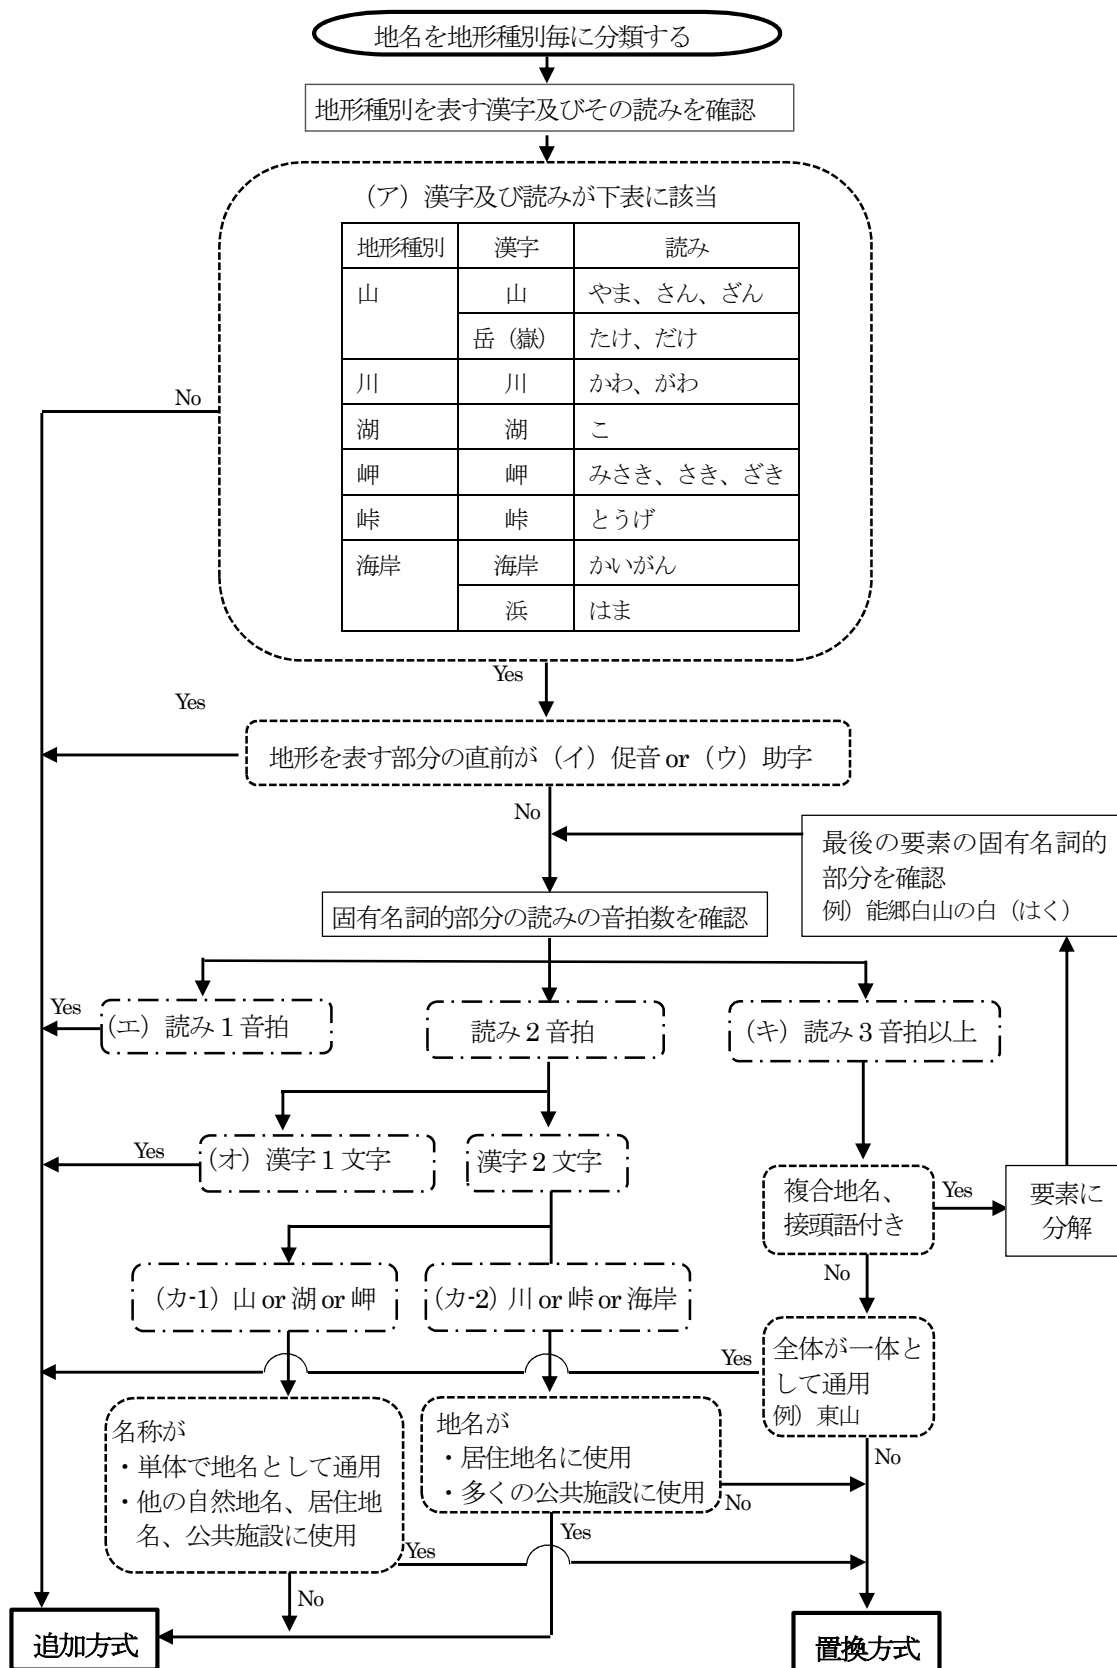 地名を地形種別毎に分類する
地形種別を表す漢字及びその読みを確認
（ア）漢字及び読みが下表に該当
地形種別 漢字 読み
山 山 やま、さん、ざん
岳（嶽） たけ、だけ
川 川 かわ、がわ
湖 湖 こ
岬 岬 みさき、さき、ざき
峠 峠 とうげ
海岸 海岸 かいがん
浜 はま
No
Yes
Yes
地形を表す部分の直前が（イ）促音 or（ウ）助字
No
最後の要素の固有名詞的
部分を確認
例）能郷白山の白（はく）
固有名詞的部分の読みの音拍数を確認
Yes
（エ）読み 1 音拍
読み 2 音拍
（キ）読み 3 音拍以上
Yes
（オ）漢字 1 文字
漢字 2 文字
複合地名、
接頭語付き
Yes
要素に
分解
No
（カ-1）山 or 湖 or 岬
（カ-2）川 or 峠 or 海岸
Yes
全体が一体と
して通用
例）東山
No
名称が
・単体で地名として通用
・他の自然地名、居住地
名、公共施設に使用
地名が
・居住地名に使用
・多くの公共施設に使用
No
Yes
Yes
No
追加方式
置換方式